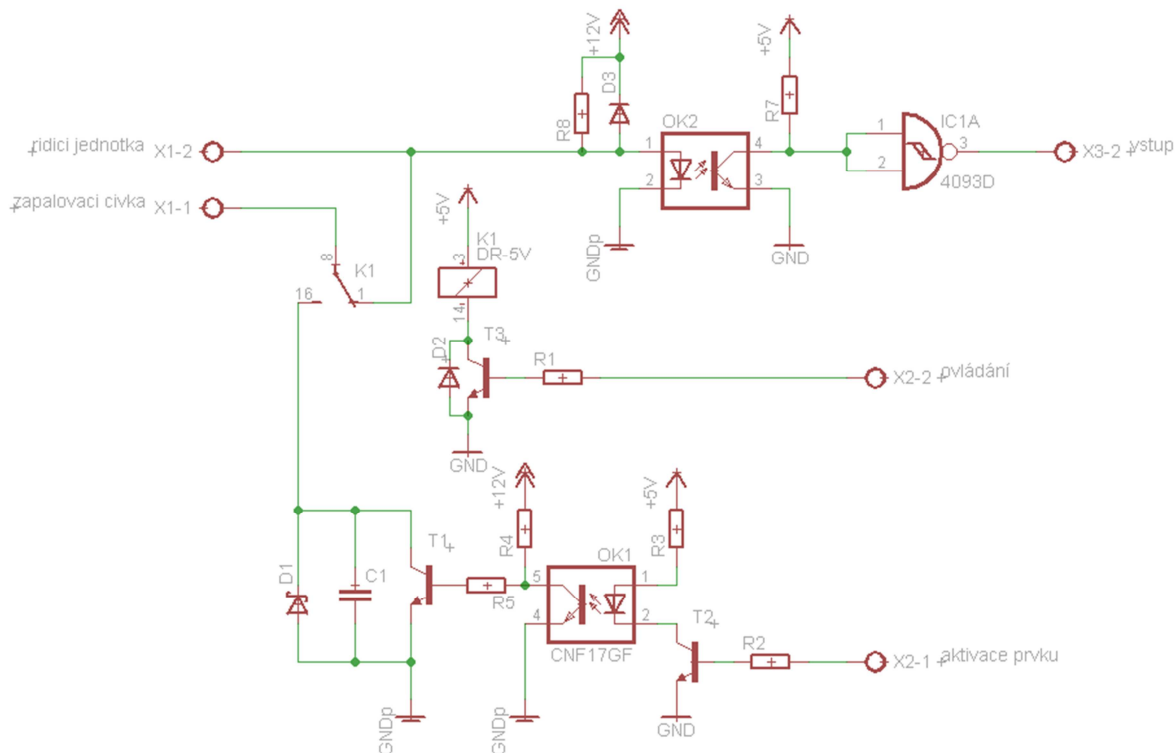 +12V
+5V
D3
R8
R7
OK2
IC1A
ridici jednotka X1-2
1
4
1
3
X3-2 vstup
2
3
2
4093D
zapalovaci civka X1-1
+5V
GNDp
GND
8
K1
DR-5V
3
K1
16
1
14
D2
T3
R1
X2-2 ovládání
GND
+12V
+5V
R4
R3
T1
OK1
D1
C1
R5
5
1
4
2
T2
R2
CNF17GF
X2-1 aktivace prvku
GNDp
GNDp
GND